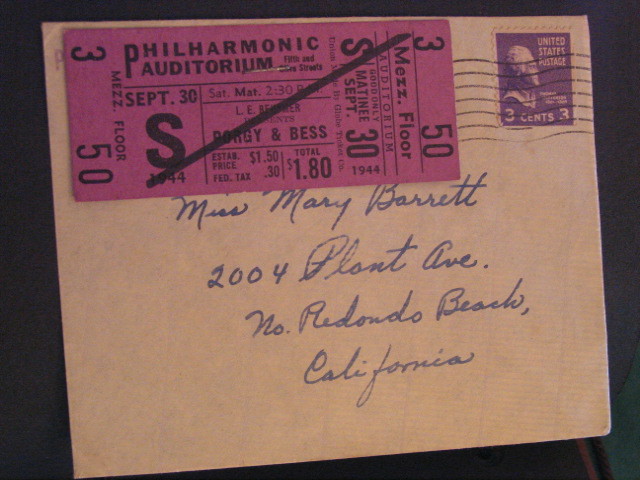 3
MEZZ. FLOOR
50
PHILHARMONIC
AUDITORIUM
Fifth and
Streets
SEPT. 30
S
1944
Sat. Mat. 2:30 P.
L. E.
PORGY & BESS
ESTAB. PRICE $1.50
FED. TAX .30
TOTAL
$1.80
S
MATINEE
SEPT
30
1944
GOOD ONLY
AUDITORIUM
Mezz. Floor
3
50
UNITED
STATES
POSTAGE
3 CENTS 3
Miss Mary Barrett
2004 Plant Ave.
No. Redondo Beach,
California